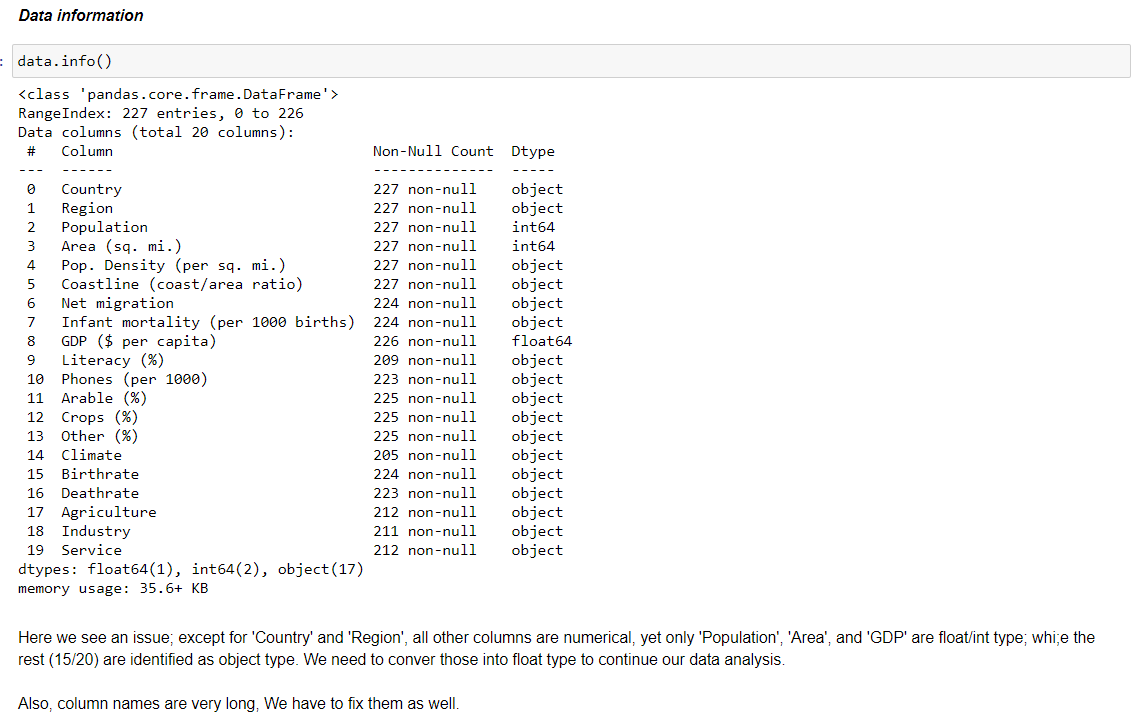 Data information
: data.info()
<class 'pandas.core.frame.DataFrame'>
RangeIndex: 227 entries, 0 to 226
Data columns (total 20 columns):
#   Column                              Non-Null Count  Dtype
---  ------                              --------------  -----
0   Country                             227 non-null    object
1   Region                              227 non-null    object
2   Population                          227 non-null    int64
3   Area (sq. mi.)                      227 non-null    int64
4   Pop. Density (per sq. mi.)          227 non-null    object
5   Coastline (coast/area ratio)        227 non-null    object
6   Net migration                       224 non-null    object
7   Infant mortality (per 1000 births)  224 non-null    object
8   GDP ($ per capita)                  226 non-null    float64
9   Literacy (%)                        209 non-null    object
10  Phones (per 1000)                   223 non-null    object
11  Arable (%)                          225 non-null    object
12  Crops (%)                           225 non-null    object
13  Other (%)                           225 non-null    object
14  Climate                             205 non-null    object
15  Birthrate                           224 non-null    object
16  Deathrate                           223 non-null    object
17  Agriculture                         212 non-null    object
18  Industry                            211 non-null    object
19  Service                             212 non-null    object
dtypes: float64(1), int64(2), object(17)
memory usage: 35.6+ KB
Here we see an issue; except for 'Country' and 'Region', all other columns are numerical, yet only 'Population', 'Area', and 'GDP' are float/int type; whi;e the
rest (15/20) are identified as object type. We need to conver those into float type to continue our data analysis.
Also, column names are very long, We have to fix them as well.